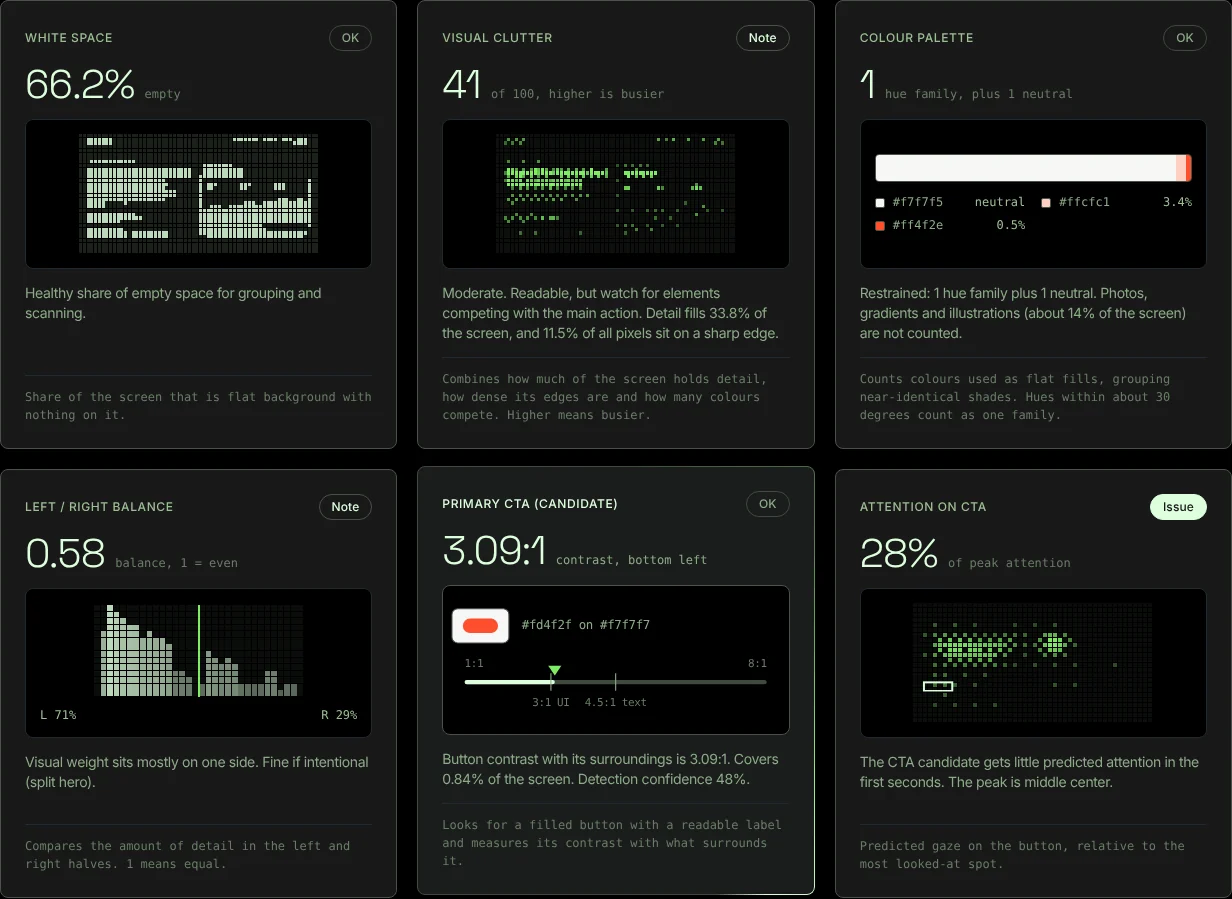 WHITE SPACE
OK
66.2% empty
Healthy share of empty space for grouping and
scanning.
Share of the screen that is flat background with
nothing on it.
VISUAL CLUTTER
Note
41 of 100, higher is busier
Moderate. Readable, but watch for elements
competing with the main action. Detail fills 33.8% of
the screen, and 11.5% of all pixels sit on a sharp edge.
Combines how much of the screen holds detail,
how dense its edges are and how many colours
compete. Higher means busier.
COLOUR PALETTE
OK
1 hue family, plus 1 neutral
#f7f7f5 neutral #ffcfc1 3.4%
#ff4f2e 0.5%
Restrained: 1 hue family plus 1 neutral. Photos,
gradients and illustrations (about 14% of the screen)
are not counted.
Counts colours used as flat fills, grouping
near-identical shades. Hues within about 30
degrees count as one family.
LEFT / RIGHT BALANCE
Note
0.58 balance, 1 = even
L 71% R 29%
Visual weight sits mostly on one side. Fine if intentional
(split hero).
Compares the amount of detail in the left and
right halves. 1 means equal.
PRIMARY CTA (CANDIDATE)
OK
3.09:1 contrast, bottom left
#fd4f2f on #f7f7f7
1:1 8:1
3:1 UI 4.5:1 text
Button contrast with its surroundings is 3.09:1. Covers
0.84% of the screen. Detection confidence 48%.
Looks for a filled button with a readable label
and measures its contrast with what surrounds
it.
ATTENTION ON CTA
Issue
28% of peak attention
The CTA candidate gets little predicted attention in the
first seconds. The peak is middle center.
Predicted gaze on the button, relative to the
most looked-at spot.